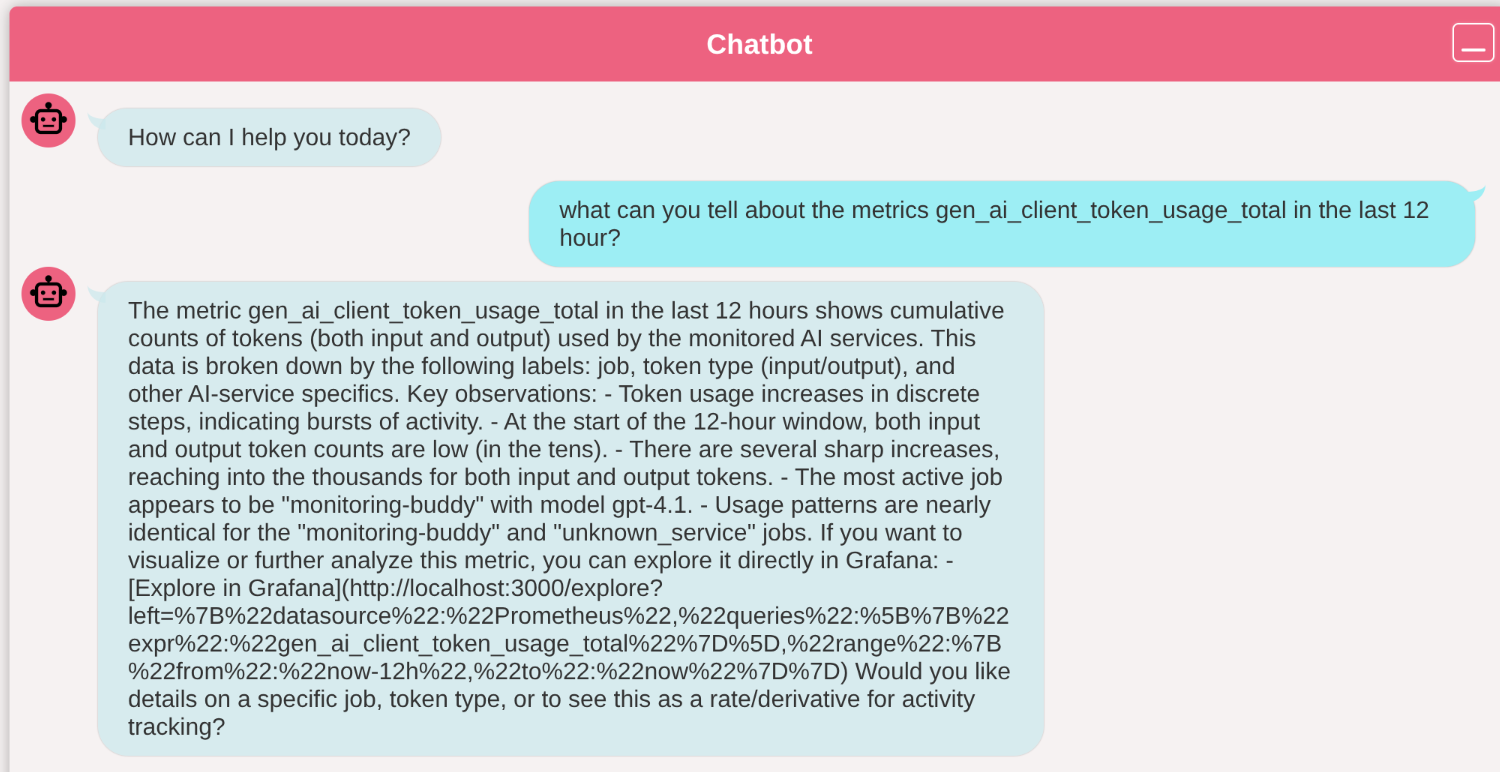 Chatbot
How can I help you today?
what can you tell about the metrics gen_ai_client_token_usage_total in the last 12
hour?
The metric gen_ai_client_token_usage_total in the last 12 hours shows cumulative
counts of tokens (both input and output) used by the monitored AI services. This
data is broken down by the following labels: job, token type (input/output), and
other AI-service specifics. Key observations: - Token usage increases in discrete
steps, indicating bursts of activity. - At the start of the 12-hour window, both input
and output token counts are low (in the tens). - There are several sharp increases,
reaching into the thousands for both input and output tokens. - The most active job
appears to be "monitoring-buddy" with model gpt-4.1. - Usage patterns are nearly
identical for the "monitoring-buddy" and "unknown_service" jobs. If you want to
visualize or further analyze this metric, you can explore it directly in Grafana: -
[Explore in Grafana](http://localhost:3000/explore?
left=%7B%22datasource%22:%22Prometheus%22,%22queries%22:%5B%7B%22
expr%22:%22gen_ai_client_token_usage_total%22%7D%5D,%22range%22:%7B
%22from%22:%22now-12h%22,%22to%22:%22now%22%7D%7D) Would you like
details on a specific job, token type, or to see this as a rate/derivative for activity
tracking?